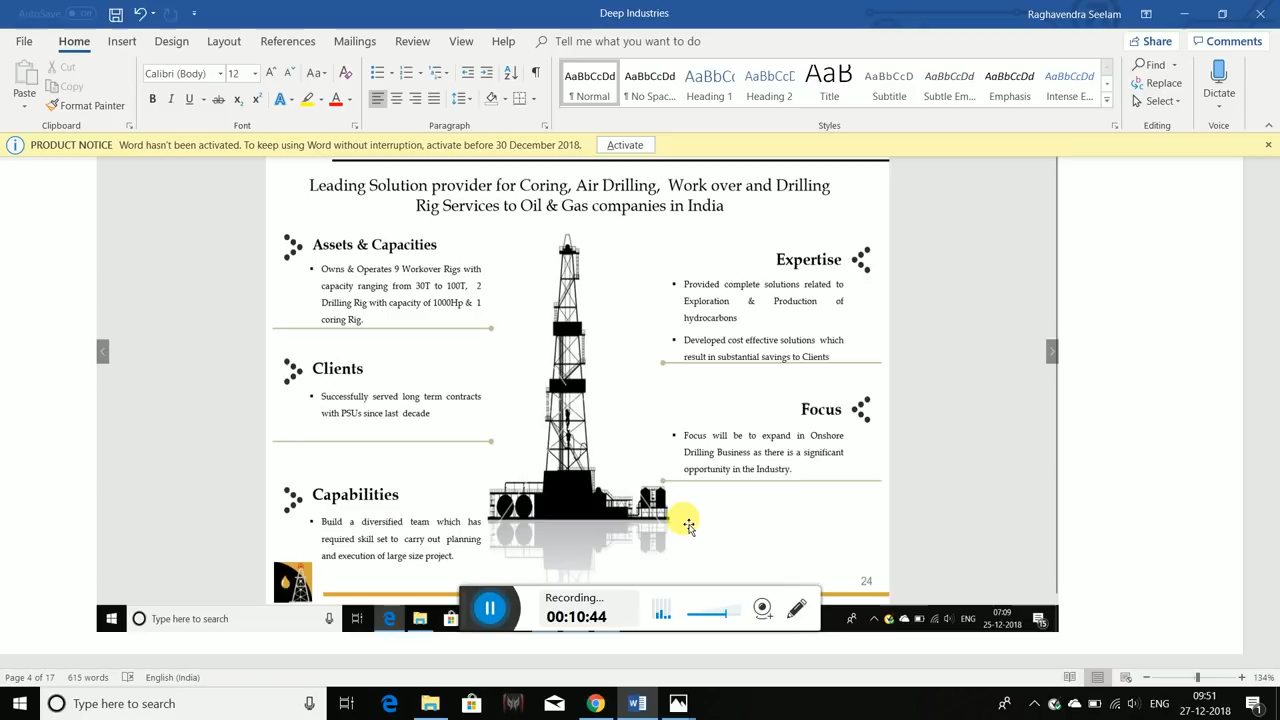 AutoSave Off
Deep Industires
Raghavendar Seelam
File Home Insert Design Layout References Mailings Review View Help Tell me what you want to do
Share Comments
Paste
Cut
Copy
Format Painter
Clipboard
Calibri (Body) 12
Font
Paragraph
AaBbCcDd AaBbCcDd AaBbC( AaBbCcD AaB AaBbCcD AaBbCcDd AaBbCcDd AaBbCcDd
¶ Normal ¶ No Spac... Heading 1 Heading 2 Title Subtitle Subtle Em... Emphasis Intense E...
Styles
Find
Replace
Select
Editing
Dictate
Voice
PRODUCT NOTICE Word hasn't been activated. To keep using Word without interruption, activate before 30 December 2018. Activate
Leading Solution provider for Coring, Air Drilling, Work over and Drilling
Rig Services to Oil & Gas companies in India
Assets & Capacities
• Owns & Operates 9 Workover Rigs with
capacity ranging from 30T to 100T, 2
Drilling Rig with capacity of 1000Hp & 1
coring Rig.
Clients
• Successfully served long term contracts
with PSUs since last decade
Capabilities
• Build a diversified team which has
required skill set to carry out planning
and execution of large size project.
Expertise
• Provided complete solutions related to
Exploration & Production of
hydrocarbons
• Developed cost effective solutions which
result in substantial savings to Clients
Focus
• Focus will be to expand in Onshore
Drilling Business as there is a significant
opportunity in the Industry.
24
Recording...
00:10:44
Type here to search
ENG
07:09
25-12-2018
15
Page 4 of 17 615 words English (India)
134%
Type here to search
ENG
09:51
27-12-2018
1